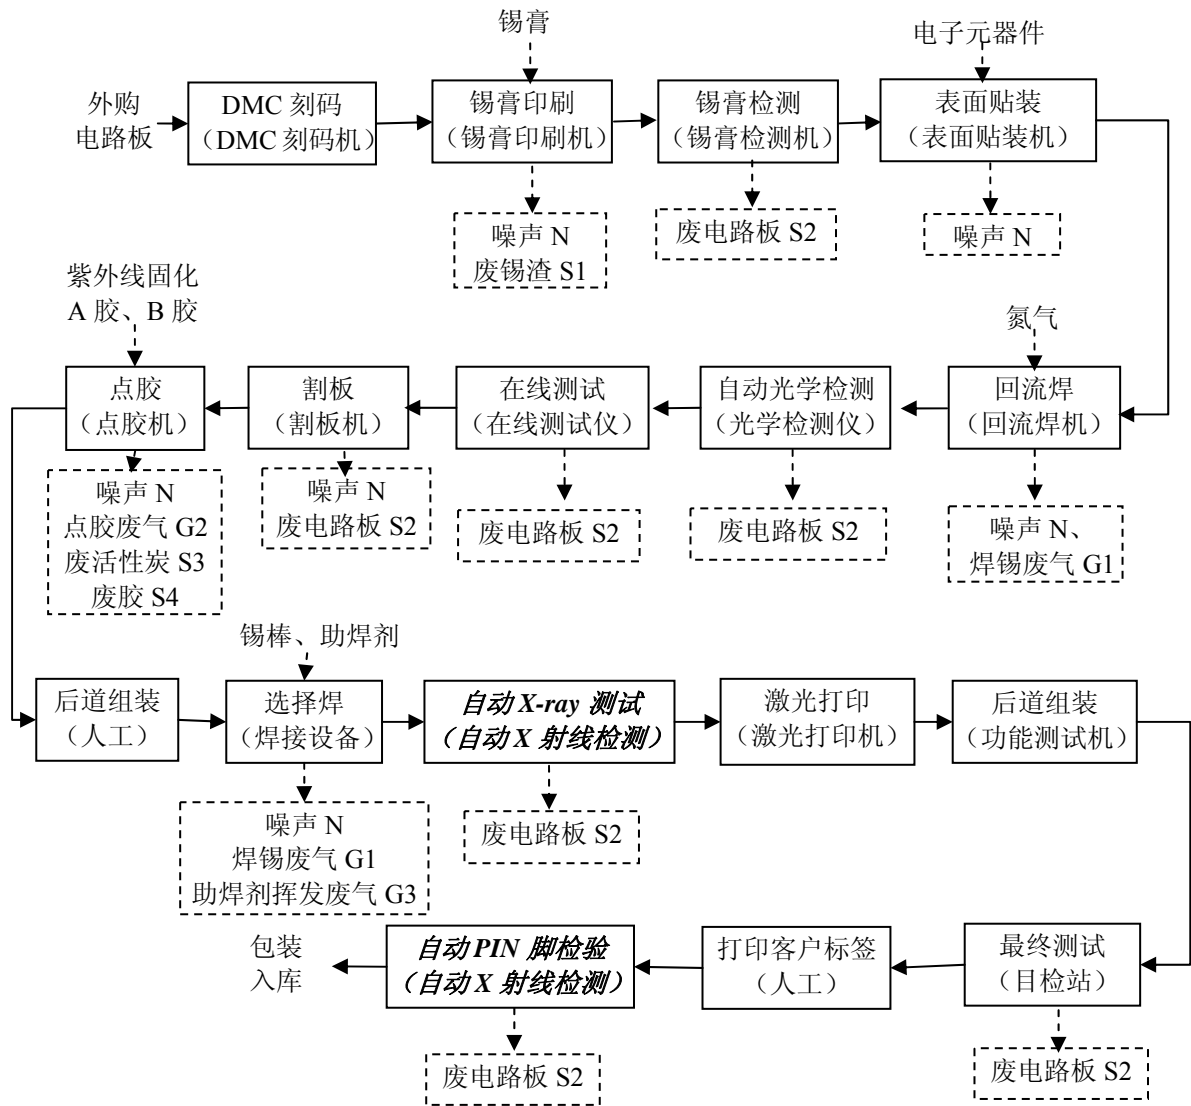 锡膏
电子元器件
外购
电路板
DMC 刻码
（DMC 刻码机）
锡膏印刷
（锡膏印刷机）
锡膏检测
（锡膏检测机）
表面贴装
（表面贴装机）
噪声 N
废锡渣 S1
废电路板 S2
噪声 N
紫外线固化
A 胶、B 胶
氮气
点胶
（点胶机）
割板
（割板机）
在线测试
（在线测试仪）
自动光学检测
（光学检测仪）
回流焊
（回流焊机）
噪声 N
点胶废气 G2
废活性炭 S3
废胶 S4
噪声 N
废电路板 S2
废电路板 S2
废电路板 S2
噪声 N、
焊锡废气 G1
锡棒、助焊剂
后道组装
（人工）
选择焊
（焊接设备）
自动 X-ray 测试
（自动 X 射线检测）
激光打印
（激光打印机）
后道组装
（功能测试机）
噪声 N
焊锡废气 G1
助焊剂挥发废气 G3
废电路板 S2
包装
入库
自动 PIN 脚检验
（自动 X 射线检测）
打印客户标签
（人工）
最终测试
（目检站）
废电路板 S2
废电路板 S2